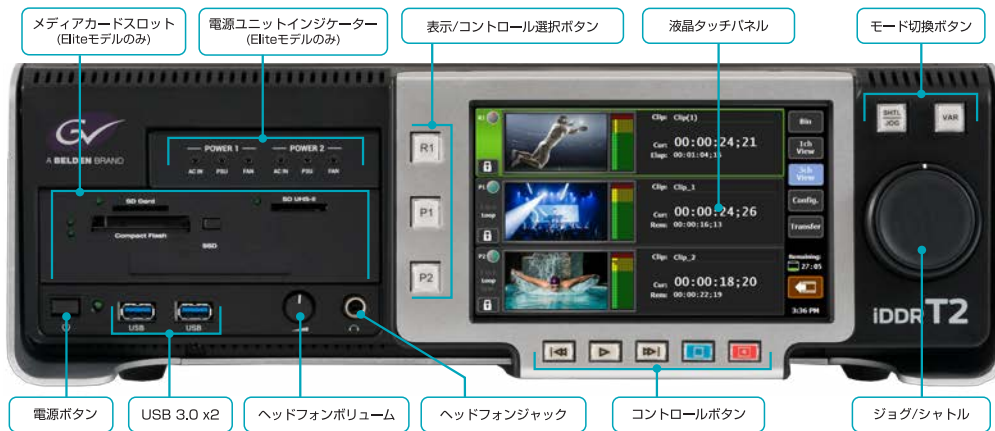 メディアカードスロット
(Eliteモデルのみ)
電源ユニットインジケーター
(Eliteモデルのみ)
表示/コントロール選択ボタン
液晶タッチパネル
モード切換ボタン
GV
A BELDEN BRAND
POWER 1
POWER 2
AC IN PSU FAN AC IN PSU FAN
SD Card
SD UHS-II
Compact Flash
SSD
USB
USB
R1
P1
P2
R1
Clip: Clip(1)
Cur: 00:00:24;21
Elap: 00:01:04;15
P1
Loop
Clip: Clip_1
Cur: 00:00:24;26
Rem: 00:00:16;13
P2
Loop
Clip: Clip_2
Cur: 00:00:18;20
Rem: 00:00:22;19
Bin
1ch
View
3ch
View
Config.
Transfer
Remaining:
27:05
3:36 PM
SHTL
JOG
VAR
iDDR T2
電源ボタン
USB 3.0 x2
ヘッドフォンボリューム
ヘッドフォンジャック
コントロールボタン
ジョグ/シャトル